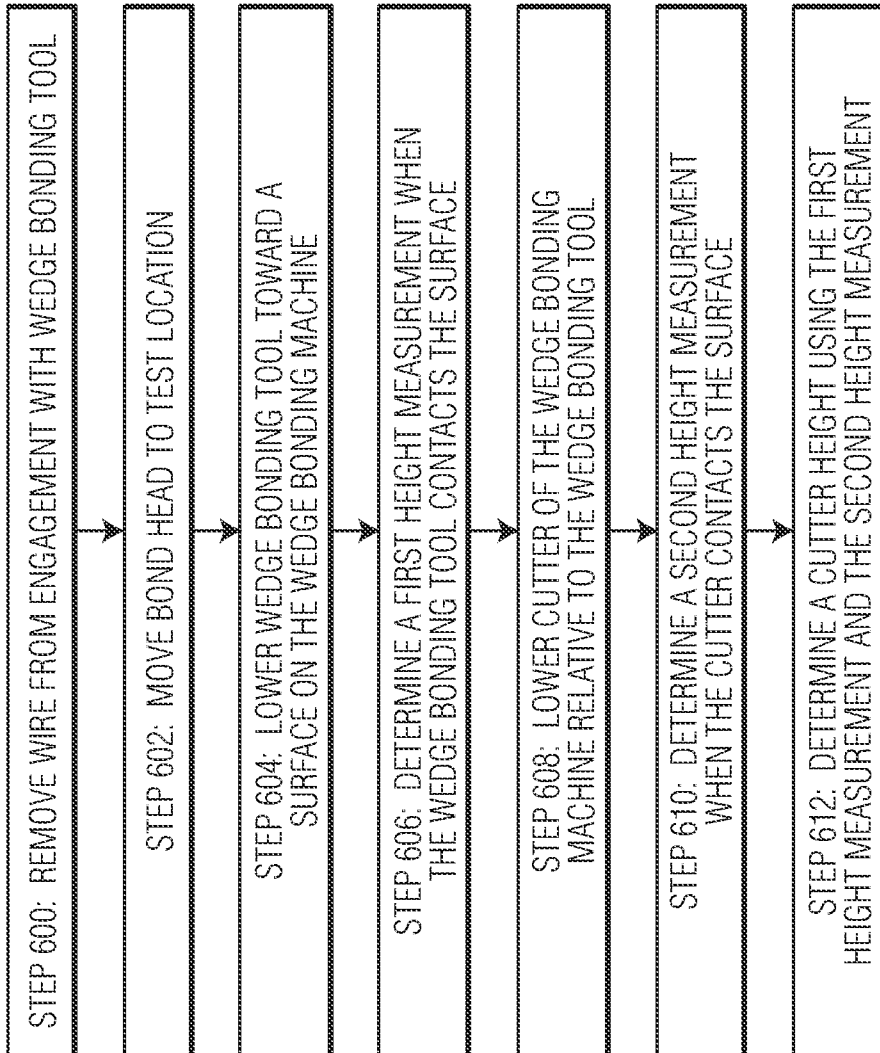 STEP 600: REMOVE WIRE FROM ENGAGEMENT WITH WEDGE BONDING TOOL
STEP 602: MOVE BOND HEAD TO TEST LOCATION
STEP 604: LOWER WEDGE BONDING TOOL TOWARD A
SURFACE ON THE WEDGE BONDING MACHINE
STEP 606: DETERMINE A FIRST HEIGHT MEASUREMENT WHEN
THE WEDGE BONDING TOOL CONTACTS THE SURFACE
STEP 608: LOWER CUTTER OF THE WEDGE BONDING
MACHINE RELATIVE TO THE WEDGE BONDING TOOL
STEP 610: DETERMINE A SECOND HEIGHT MEASUREMENT
WHEN THE CUTTER CONTACTS THE SURFACE
STEP 612: DETERMINE A CUTTER HEIGHT USING THE FIRST
HEIGHT MEASUREMENT AND THE SECOND HEIGHT MEASUREMENT